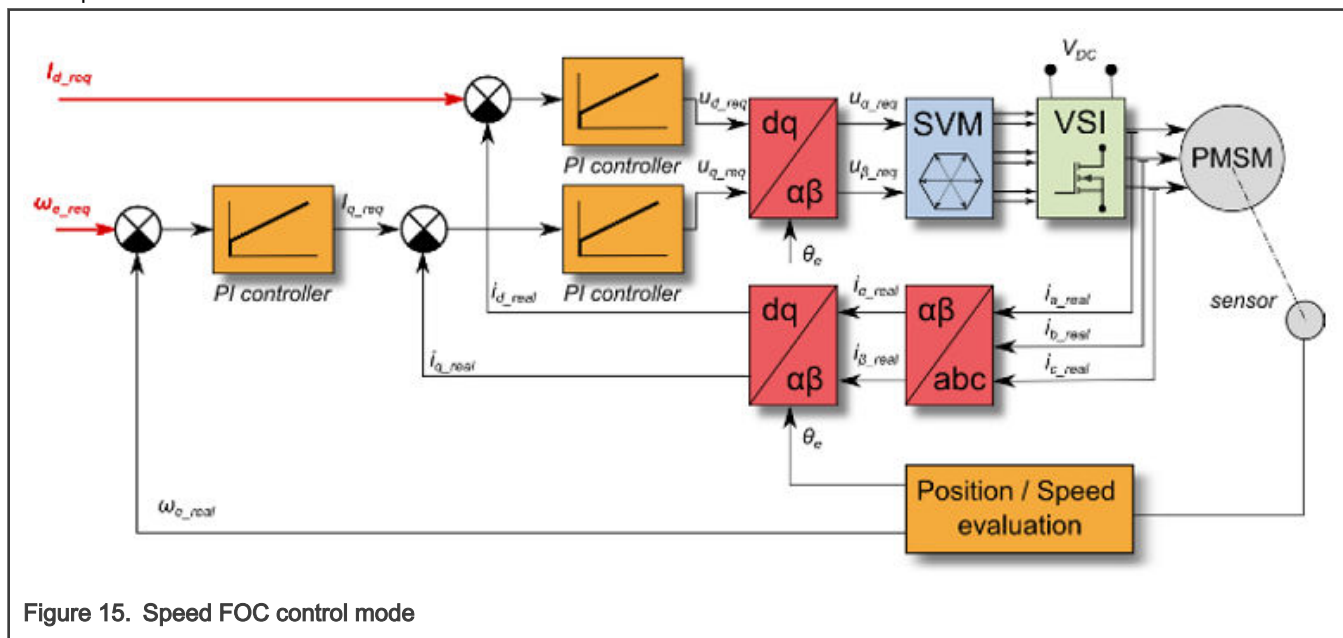 V_DC
I_d_req
u_d_req
u_α_req
dq
αβ
SVM
VSI
PMSM
PI controller
u_q_req
u_β_req
ω_e_req
I_q_req
θ_e
PI controller
PI controller
i_d_real
i_α_real
i_a_real
sensor
dq
αβ
αβ
abc
i_b_real
i_q_real
i_β_real
i_c_real
θ_e
ω_e_real
Position / Speed
evaluation
Figure 15. Speed FOC control mode